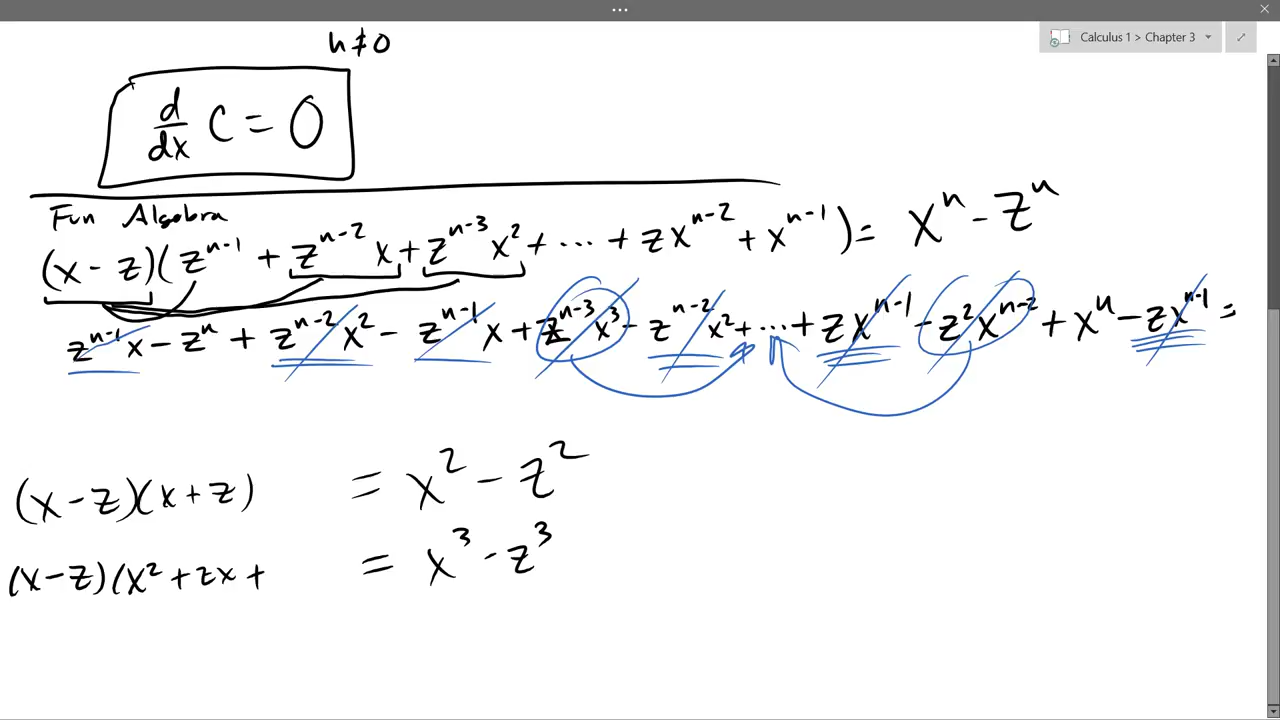 Calculus 1 > Chapter 3
n ≠ 0
d/dx C = 0
Fun Algebra
(x - z)(z^{n-1} + z^{n-2} x + z^{n-3} x^2 + ... + z x^{n-2} + x^{n-1}) = x^n - z^n
z^{n-1} x - z^n + z^{n-2} x^2 - z^{n-1} x + z^{n-3} x^3 - z^{n-2} x^2 + ... + z x^{n-1} - z^2 x^{n-2} + x^n - z x^{n-1} =
(x - z)(x + z) = x^2 - z^2
(x - z)(x^2 + zx + = x^3 - z^3